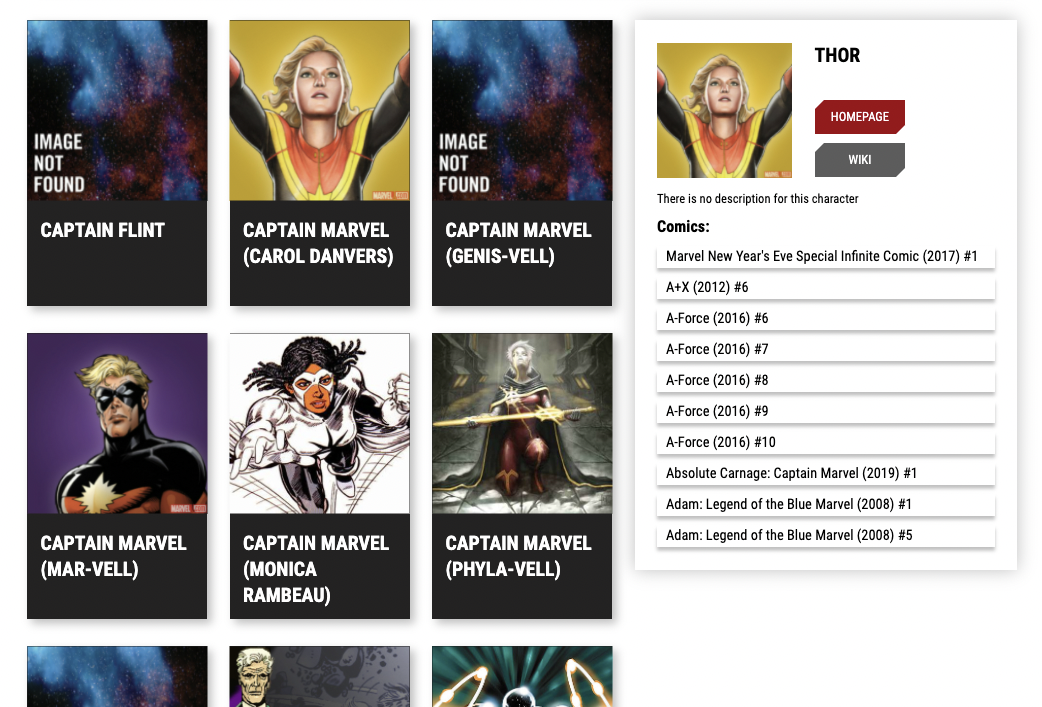 IMAGE
NOT
FOUND
CAPTAIN FLINT
MARVEL
CAPTAIN MARVEL
(CAROL DANVERS)
IMAGE
NOT
FOUND
CAPTAIN MARVEL
(GENIS-VELL)
MARVEL
CAPTAIN MARVEL
(MAR-VELL)
CAPTAIN MARVEL
(MONICA
RAMBEAU)
CAPTAIN MARVEL
(PHYLA-VELL)
THOR
HOMEPAGE
WIKI
There is no description for this character
Comics:
Marvel New Year's Eve Special Infinite Comic (2017) #1
A+X (2012) #6
A-Force (2016) #6
A-Force (2016) #7
A-Force (2016) #8
A-Force (2016) #9
A-Force (2016) #10
Absolute Carnage: Captain Marvel (2019) #1
Adam: Legend of the Blue Marvel (2008) #1
Adam: Legend of the Blue Marvel (2008) #5